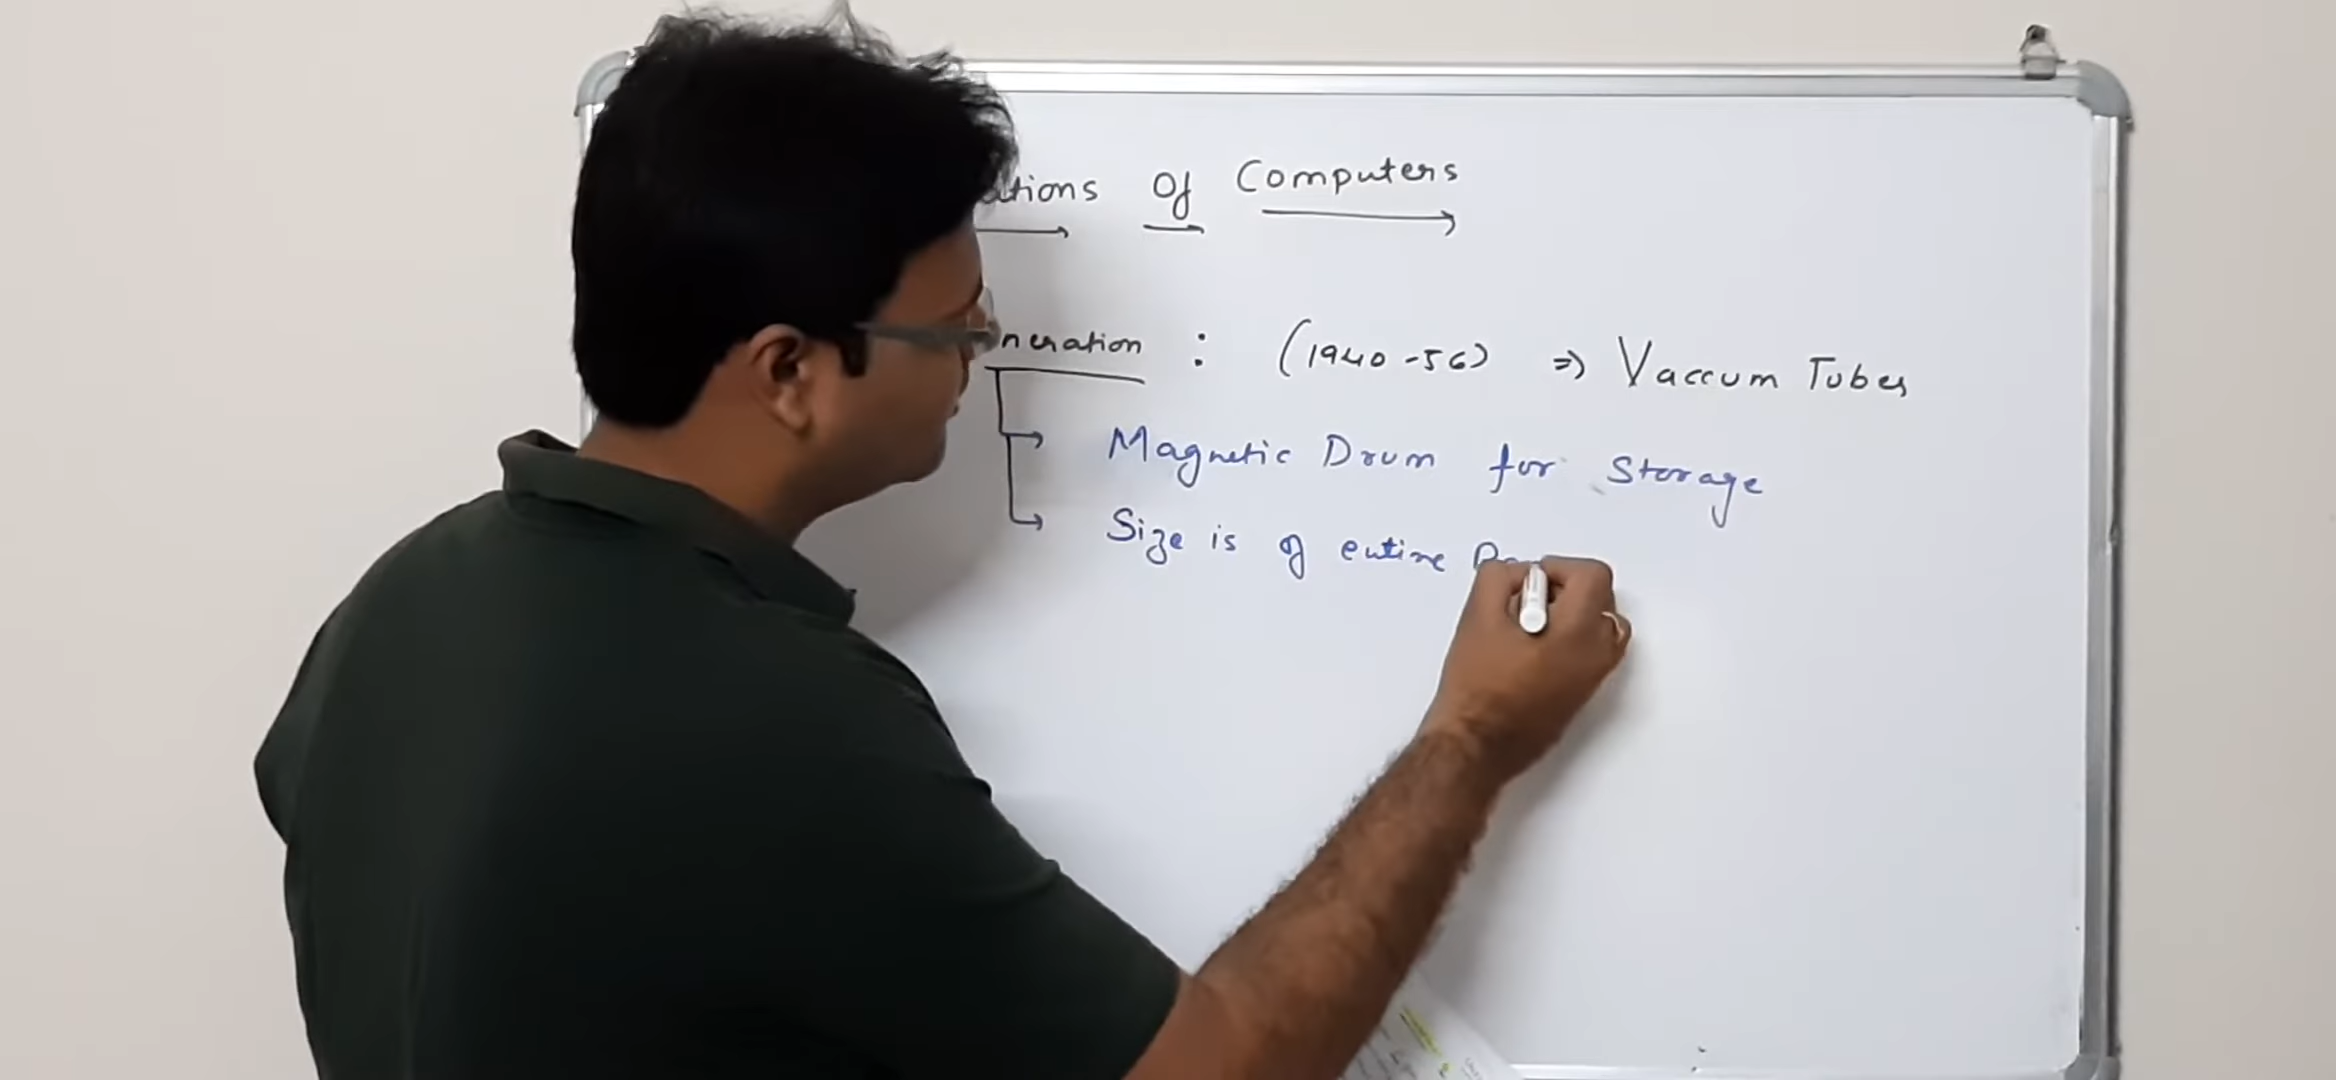 ations Of Computers
neration : (1940-56) ⇒ Vaccum Tubes
→ Magnetic Drum for Storage
→ Size is of entire